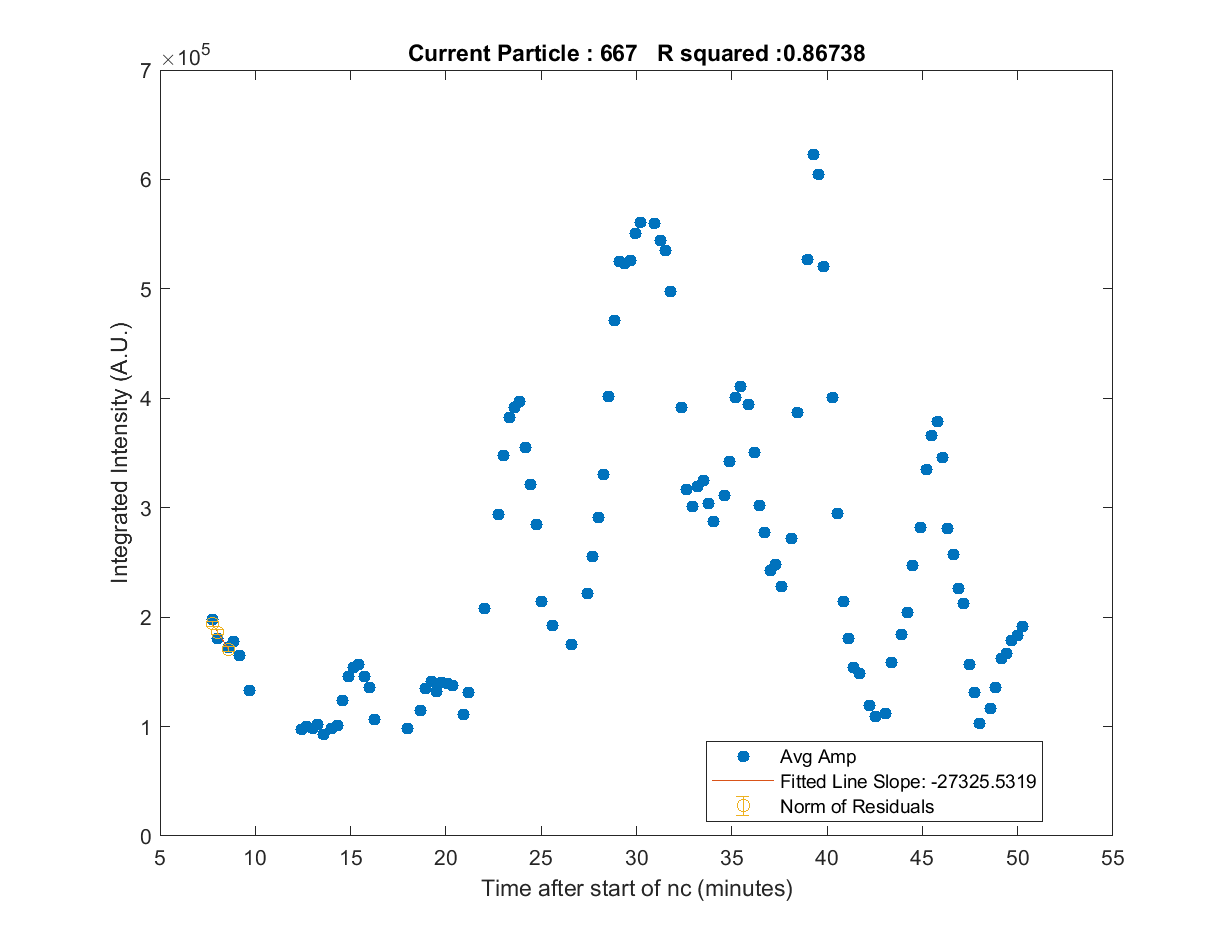 Current Particle : 667 R squared :0.86738
×10^5
7
6
5
4
3
2
1
0
5 10 15 20 25 30 35 40 45 50 55
Time after start of nc (minutes)
Integrated Intensity (A.U.)
Avg Amp
Fitted Line Slope: -27325.5319
Norm of Residuals